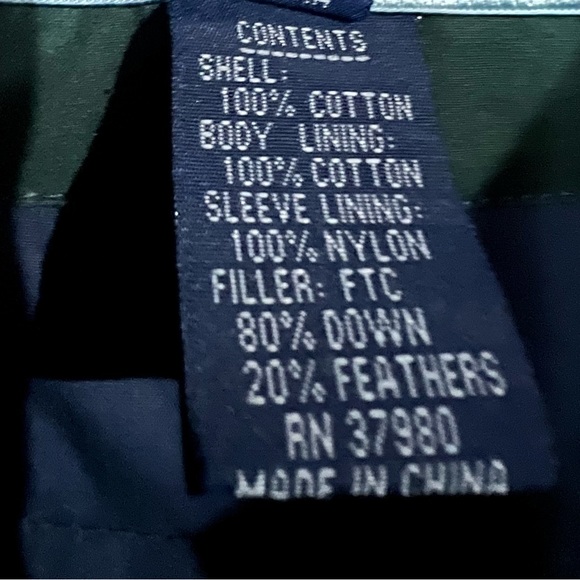 CONTENTS
SHELL:
100% COTTON
BODY LINING:
100% COTTON
SLEEVE LINING:
100% NYLON
FILLER: FTC
80% DOWN
20% FEATHERS
RN 37980
MADE IN CHINA